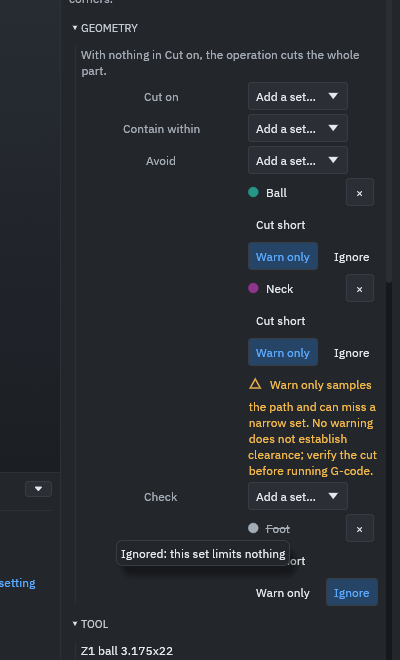 corners.
▾ GEOMETRY
With nothing in Cut on, the operation cuts the whole
part.
Cut on Add a set...
Contain within Add a set...
Avoid Add a set...
Ball ×
Cut short
Warn only Ignore
Neck ×
Cut short
Warn only Ignore
Warn only samples
the path and can miss a
narrow set. No warning
does not establish
clearance; verify the cut
before running G-code.
Check Add a set...
Foot ×
Ignored: this set limits nothing
setting
Warn only Ignore
▾ TOOL
Z1 ball 3.175x22